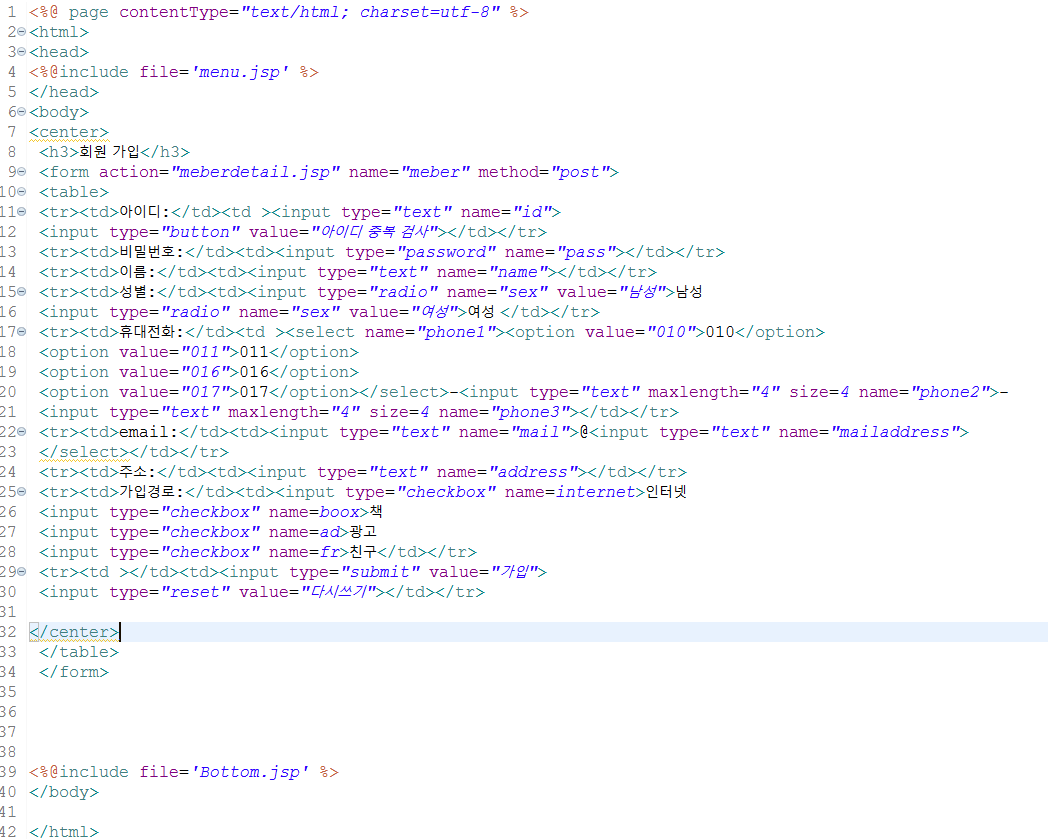 1 <%@ page contentType="text/html; charset=utf-8" %>
2 <html>
3 <head>
4 <%@include file='menu.jsp' %>
5 </head>
6 <body>
7 <center>
8 <h3>회원 가입</h3>
9 <form action="meberdetail.jsp" name="meber" method="post">
10 <table>
11 <tr><td>아이디:</td><td ><input type="text" name="id">
12 <input type="button" value="아이디 중복 검사"></td></tr>
13 <tr><td>비밀번호:</td><td><input type="password" name="pass"></td></tr>
14 <tr><td>이름:</td><td><input type="text" name="name"></td></tr>
15 <tr><td>성별:</td><td><input type="radio" name="sex" value="남성">남성
16 <input type="radio" name="sex" value="여성">여성 </td></tr>
17 <tr><td>휴대전화:</td><td ><select name="phone1"><option value="010">010</option>
18 <option value="011">011</option>
19 <option value="016">016</option>
20 <option value="017">017</option></select>-<input type="text" maxlength="4" size=4 name="phone2">-
21 <input type="text" maxlength="4" size=4 name="phone3"></td></tr>
22 <tr><td>email:</td><td><input type="text" name="mail">@<input type="text" name="mailaddress">
23 </select></td></tr>
24 <tr><td>주소:</td><td><input type="text" name="address"></td></tr>
25 <tr><td>가입경로:</td><td><input type="checkbox" name=internet>인터넷
26 <input type="checkbox" name=boox>책
27 <input type="checkbox" name=ad>광고
28 <input type="checkbox" name=fr>친구</td></tr>
29 <tr><td ></td><td><input type="submit" value="가입">
30 <input type="reset" value="다시쓰기"></td></tr>
31
32 </center>
33 </table>
34 </form>
35
36
37
38
39 <%@include file='Bottom.jsp' %>
40 </body>
41
42 </html>